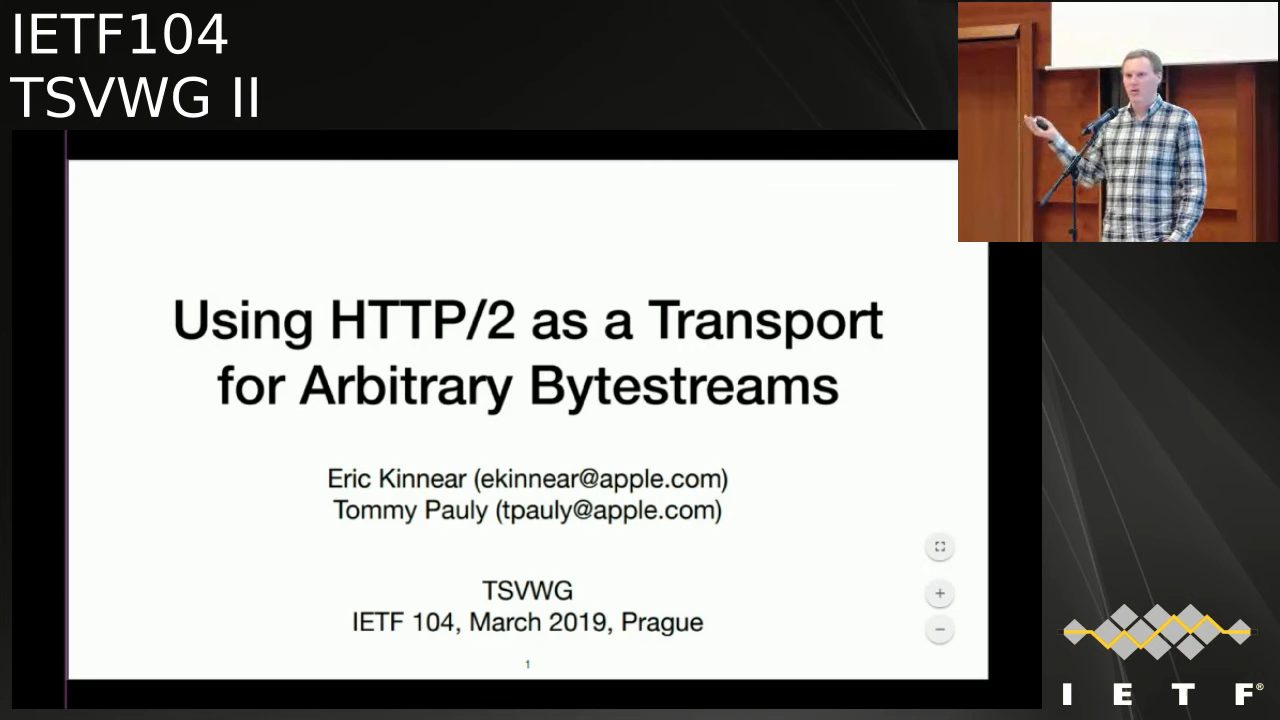 IETF104
TSVWG II
Using HTTP/2 as a Transport
for Arbitrary Bytestreams
Eric Kinnear (ekinnear@apple.com)
Tommy Pauly (tpauly@apple.com)
TSVWG
IETF 104, March 2019, Prague
1
I E T F®